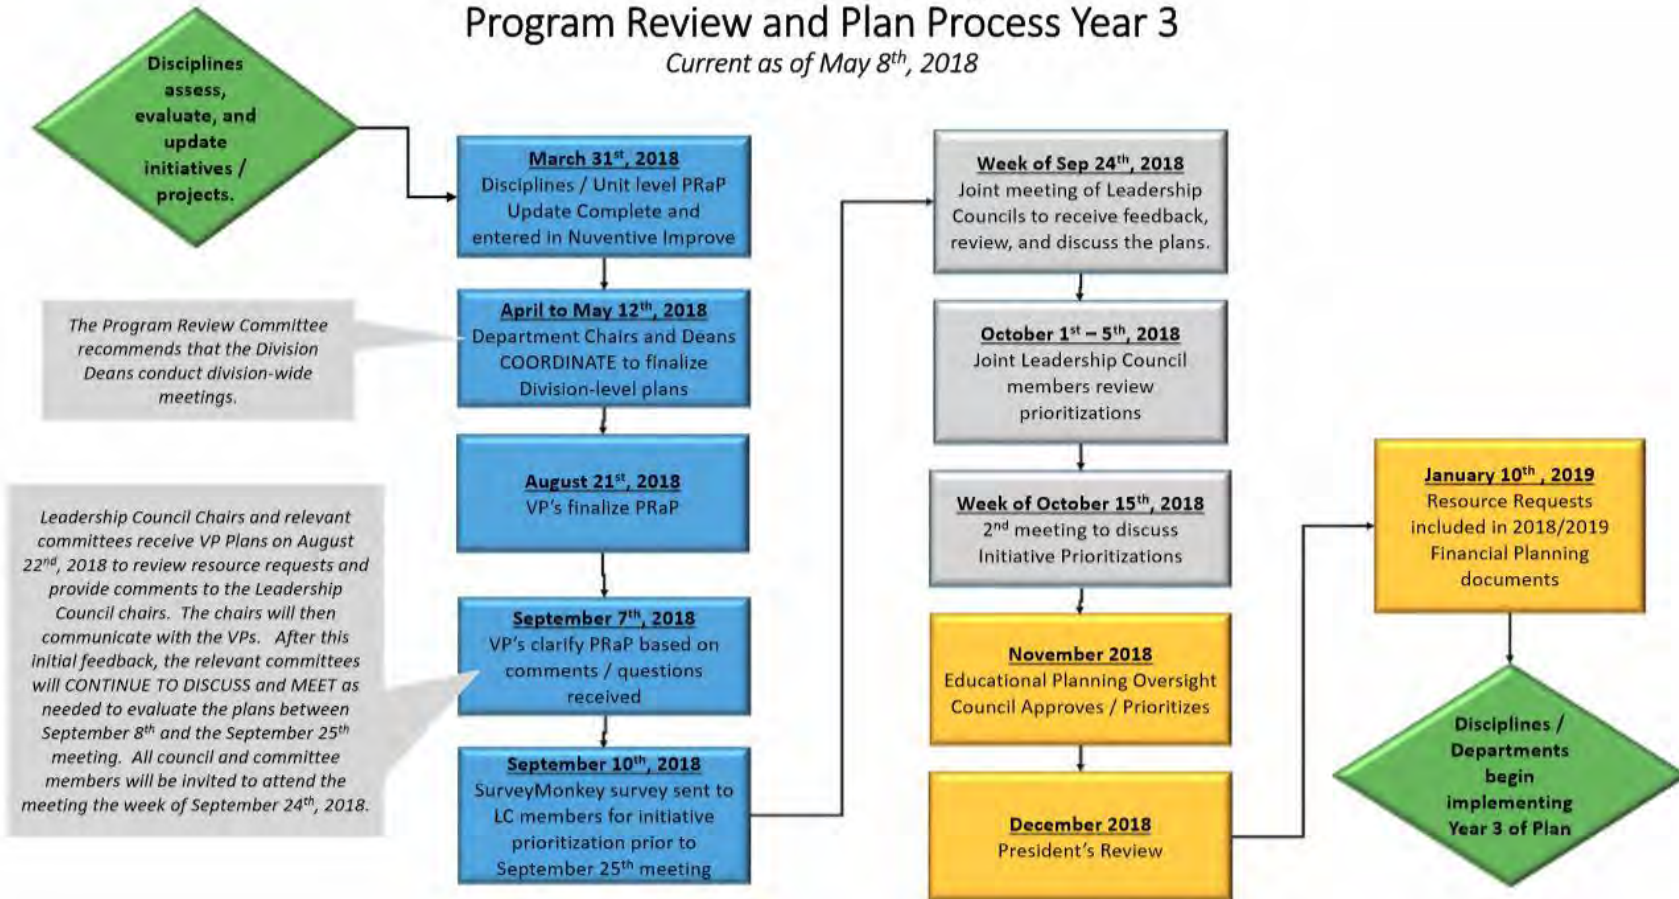 Program Review and Plan Process Year 3
Current as of May 8th, 2018
Disciplines
assess,
evaluate, and
update
initiatives /
projects.
March 31st, 2018
Disciplines / Unit level PRaP
Update Complete and
entered in Nuventive Improve
The Program Review Committee
recommends that the Division
Deans conduct division-wide
meetings.
April to May 12th, 2018
Department Chairs and Deans
COORDINATE to finalize
Division-level plans
August 21st, 2018
VP's finalize PRaP
Leadership Council Chairs and relevant
committees receive VP Plans on August
22nd, 2018 to review resource requests and
provide comments to the Leadership
Council chairs. The chairs will then
communicate with the VPs. After this
initial feedback, the relevant committees
will CONTINUE TO DISCUSS and MEET as
needed to evaluate the plans between
September 8th and the September 25th
meeting. All council and committee
members will be invited to attend the
meeting the week of September 24th, 2018.
September 7th, 2018
VP's clarify PRaP based on
comments / questions
received
September 10th, 2018
SurveyMonkey survey sent to
LC members for initiative
prioritization prior to
September 25th meeting
Week of Sep 24th, 2018
Joint meeting of Leadership
Councils to receive feedback,
review, and discuss the plans.
October 1st – 5th, 2018
Joint Leadership Council
members review
prioritizations
Week of October 15th, 2018
2nd meeting to discuss
Initiative Prioritizations
November 2018
Educational Planning Oversight
Council Approves / Prioritizes
December 2018
President's Review
January 10th , 2019
Resource Requests
included in 2018/2019
Financial Planning
documents
Disciplines /
Departments
begin
implementing
Year 3 of Plan